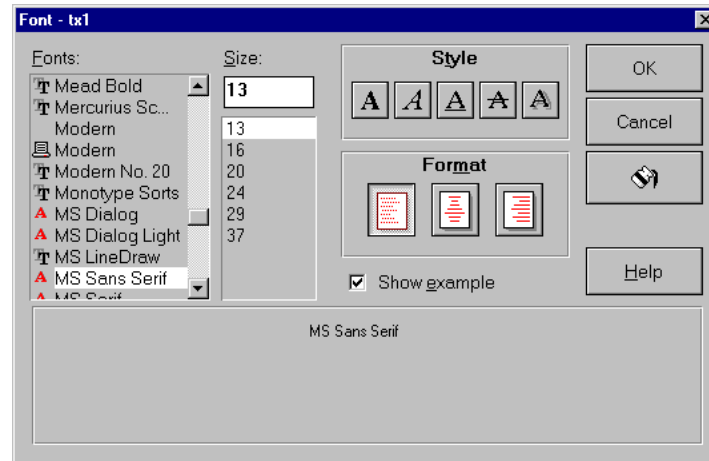 Font - tx1
Fonts:
Mead Bold
Mercurius Sc...
Modern
Modern
Modern No. 20
Monotype Sorts
MS Dialog
MS Dialog Light
MS LineDraw
MS Sans Serif
MS Serif
Size:
13
13
16
20
24
29
37
Style
A A A A A
Format
Show example
OK
Cancel
Help
MS Sans Serif